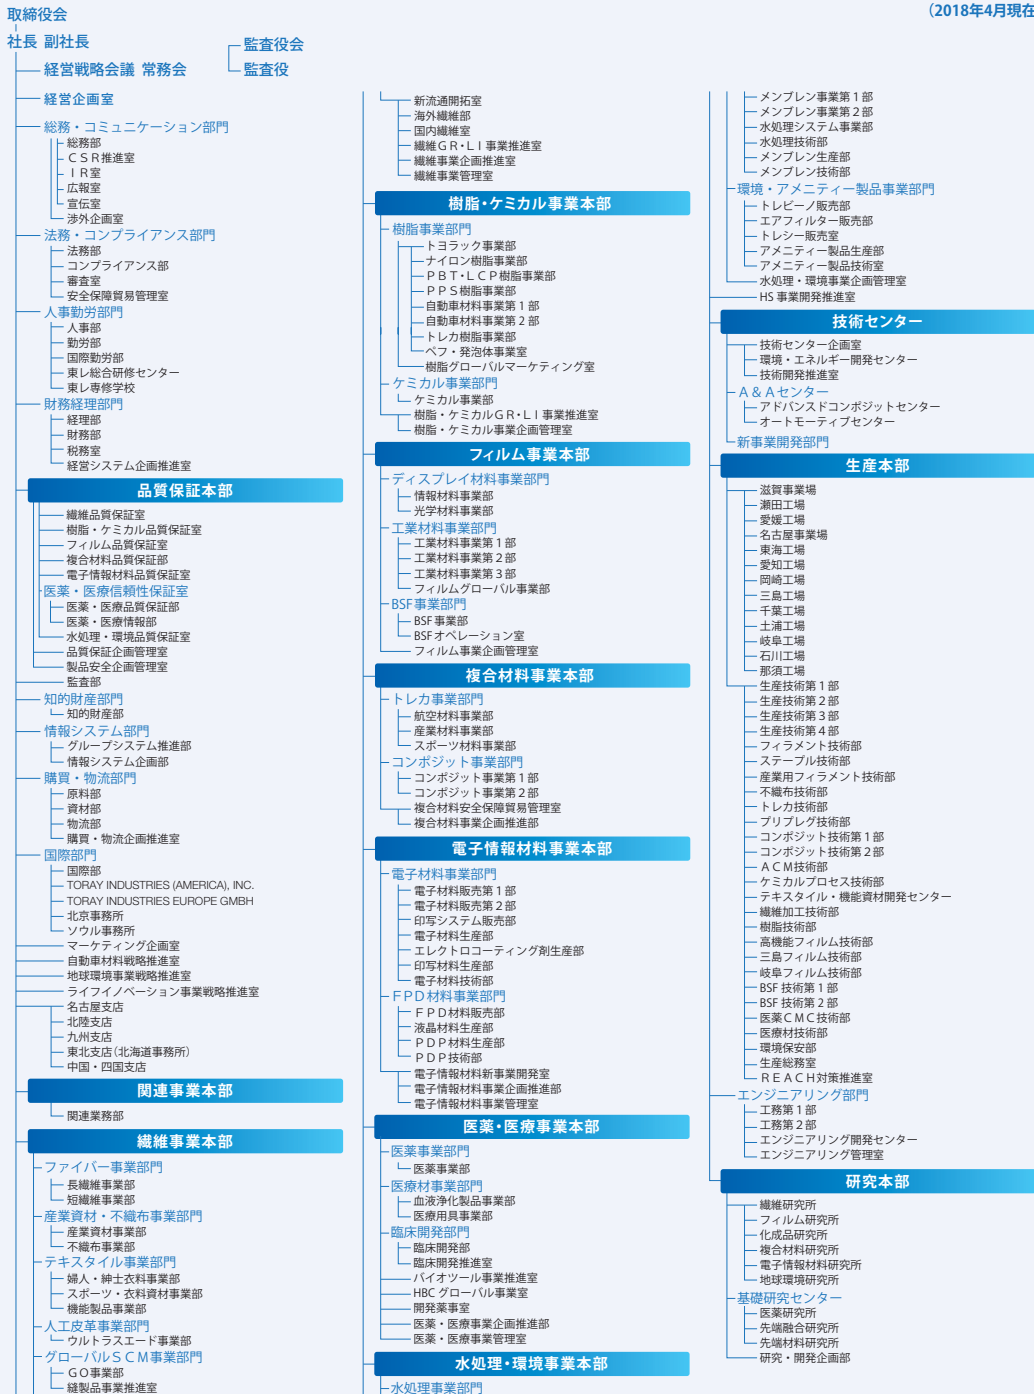 (2018年4月現在
取締役会
社長 副社長
監査役会
経営戦略会議 常務会
監査役
経営企画室
総務・コミュニケーション部門
総務部
CSR推進室
IR室
広報室
宣伝室
渉外企画室
法務・コンプライアンス部門
法務部
コンプライアンス部
審査室
安全保障貿易管理室
人事勤労部門
人事部
勤労部
国際勤労部
東レ総合研修センター
東レ専修学校
財務経理部門
経理部
財務部
税務室
経営システム企画推進室
品質保証本部
繊維品質保証室
樹脂・ケミカル品質保証室
フィルム品質保証室
複合材料品質保証部
電子情報材料品質保証室
医薬・医療信頼性保証室
医薬・医療品質保証部
医薬・医療情報部
水処理・環境品質保証室
品質保証企画管理室
製品安全企画管理室
監査部
知的財産部門
知的財産部
情報システム部門
グループシステム推進部
情報システム企画部
購買・物流部門
原料部
資材部
物流部
購買・物流企画推進室
国際部門
国際部
TORAY INDUSTRIES (AMERICA), INC.
TORAY INDUSTRIES EUROPE GMBH
北京事務所
ソウル事務所
マーケティング企画室
自動車材料戦略推進室
地球環境事業戦略推進室
ライフイノベーション事業戦略推進室
名古屋支店
北陸支店
九州支店
東北支店(北海道事務所)
中国・四国支店
関連事業本部
関連業務部
繊維事業本部
ファイバー事業部門
長繊維事業部
短繊維事業部
産業資材・不織布事業部門
産業資材事業部
不織布事業部
テキスタイル事業部門
婦人・紳士衣料事業部
スポーツ・衣料資材事業部
機能製品事業部
人工皮革事業部門
ウルトラスエード事業部
グローバルSCM事業部門
GO事業部
縫製品事業推進室
新流通開拓室
海外繊維部
国内繊維室
繊維GR・LI事業推進室
繊維事業企画推進室
繊維事業管理室
樹脂・ケミカル事業本部
樹脂事業部門
トヨラック事業部
ナイロン樹脂事業部
PBT・LCP樹脂事業部
PPS樹脂事業部
自動車材料事業第1部
自動車材料事業第2部
トレカ樹脂事業部
ペフ・発泡体事業室
樹脂グローバルマーケティング室
ケミカル事業部門
ケミカル事業部
樹脂・ケミカルGR・LI事業推進室
樹脂・ケミカル事業企画管理室
フィルム事業本部
ディスプレイ材料事業部門
情報材料事業部
光学材料事業部
工業材料事業部門
工業材料事業第1部
工業材料事業第2部
工業材料事業第3部
フィルムグローバル事業部
BSF事業部門
BSF事業部
BSFオペレーション室
フィルム事業企画管理室
複合材料事業本部
トレカ事業部門
航空材料事業部
産業材料事業部
スポーツ材料事業部
コンポジット事業部門
コンポジット事業第1部
コンポジット事業第2部
複合材料安全保障貿易管理室
複合材料事業企画推進部
電子情報材料事業本部
電子材料事業部門
電子材料販売第1部
電子材料販売第2部
印写システム販売部
電子材料生産部
エレクトロコーティング剤生産部
印写材料生産部
電子材料技術部
FPD材料事業部門
FPD材料販売部
液晶材料生産部
PDP材料生産部
PDP技術部
電子情報材料新事業開発室
電子情報材料事業企画推進部
電子情報材料事業管理室
医薬・医療事業本部
医薬事業部門
医薬事業部
医療材事業部門
血液浄化製品事業部
医療用具事業部
臨床開発部門
臨床開発部
臨床開発推進室
バイオツール事業推進室
HBC グローバル事業室
開発薬事室
医薬・医療事業企画推進部
医薬・医療事業管理室
水処理・環境事業本部
水処理事業部門
メンブレン事業第1部
メンブレン事業第2部
水処理システム事業部
水処理技術部
メンブレン生産部
メンブレン技術部
環境・アメニティー製品事業部門
トレビーノ販売部
エアフィルター販売部
トレシー販売室
アメニティー製品生産部
アメニティー製品技術室
水処理・環境事業企画管理室
HS 事業開発推進室
技術センター
技術センター企画室
環境・エネルギー開発センター
技術開発推進室
A&Aセンター
アドバンスドコンポジットセンター
オートモーティブセンター
新事業開発部門
生産本部
滋賀事業場
瀬田工場
愛媛工場
名古屋事業場
東海工場
愛知工場
岡崎工場
三島工場
千葉工場
土浦工場
岐阜工場
石川工場
那須工場
生産技術第1部
生産技術第2部
生産技術第3部
生産技術第4部
フィラメント技術部
ステープル技術部
産業用フィラメント技術部
不織布技術部
トレカ技術部
プリプレグ技術部
コンポジット技術第1部
コンポジット技術第2部
ACM技術部
ケミカルプロセス技術部
テキスタイル・機能資材開発センター
繊維加工技術部
樹脂技術部
高機能フィルム技術部
三島フィルム技術部
岐阜フィルム技術部
BSF 技術第1部
BSF 技術第2部
医薬CMC技術部
医療材技術部
環境保安部
生産総務室
REACH対策推進室
エンジニアリング部門
工務第1部
工務第2部
エンジニアリング開発センター
エンジニアリング管理室
研究本部
繊維研究所
フィルム研究所
化成品研究所
複合材料研究所
電子情報材料研究所
地球環境研究所
基礎研究センター
医薬研究所
先端融合研究所
先端材料研究所
研究・開発企画部